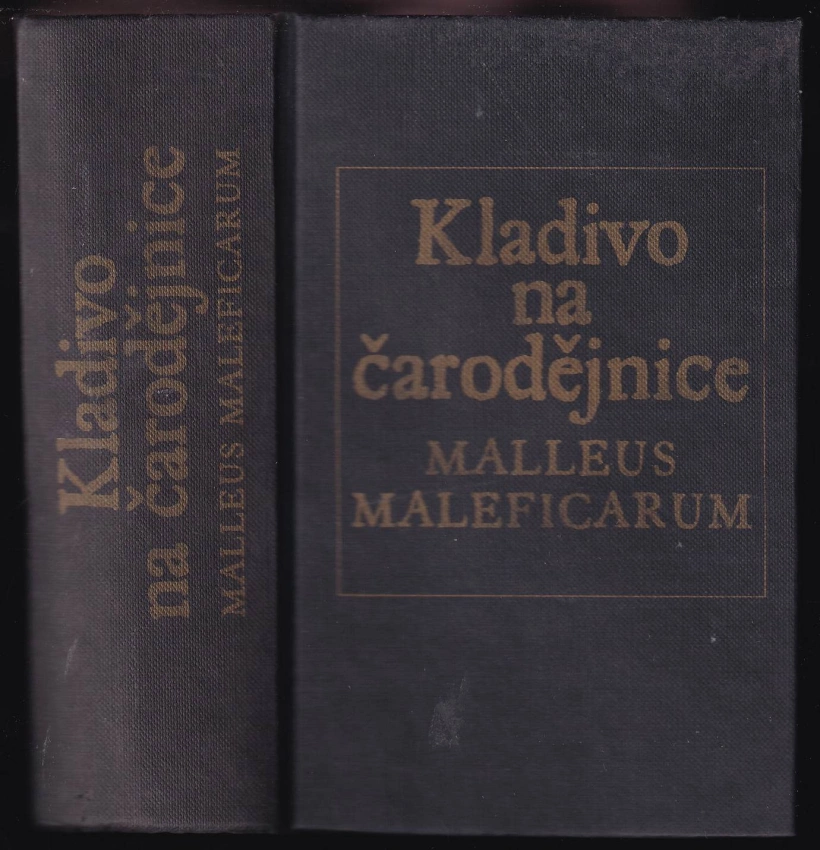 Kladivo
na čarodějnice
MALLEUS MALEFICARUM
Kladivo
na
čarodějnice
MALLEUS
MALEFICARUM